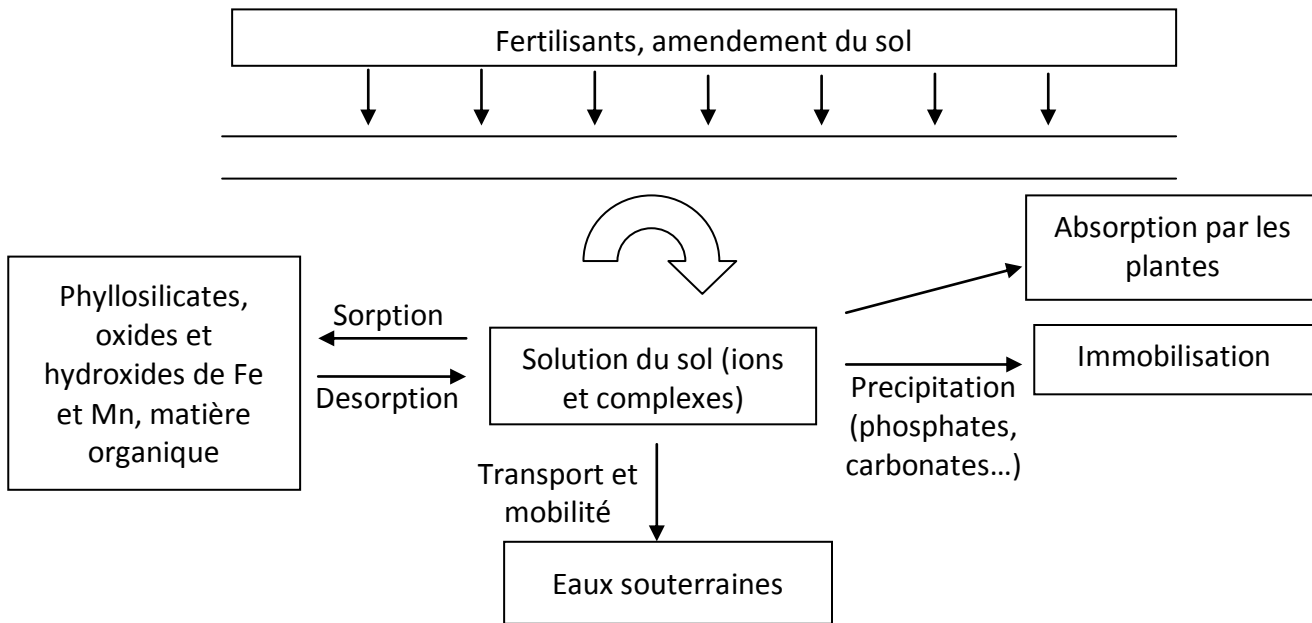 Fertilisants, amendement du sol
Absorption par les
plantes
Phyllosilicates,
oxides et
hydroxides de Fe
et Mn, matière
organique
Sorption
Desorption
Solution du sol (ions
et complexes)
Immobilisation
Precipitation
(phosphates,
carbonates…)
Transport et
mobilité
Eaux souterraines